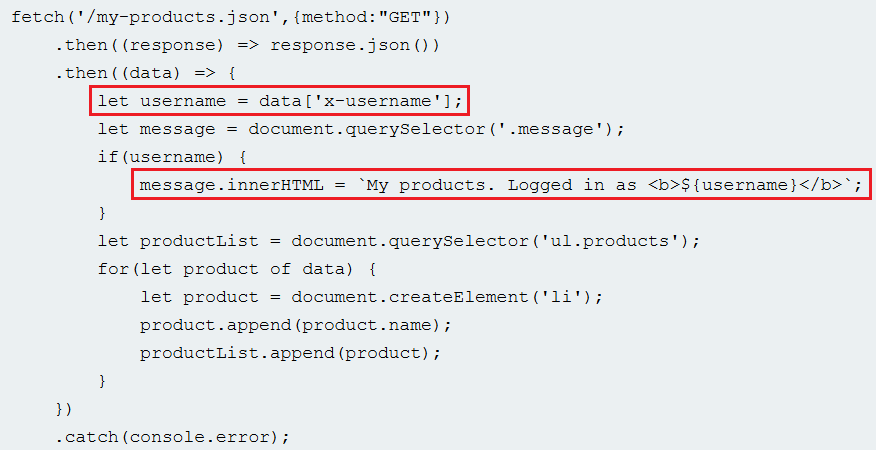 fetch('/my-products.json',{method:"GET"})
    .then((response) => response.json())
    .then((data) => {
        let username = data['x-username'];
        let message = document.querySelector('.message');
        if(username) {
            message.innerHTML = `My products. Logged in as <b>${username}</b>`;
        }
        let productList = document.querySelector('ul.products');
        for(let product of data) {
            let product = document.createElement('li');
            product.append(product.name);
            productList.append(product);
        }
    })
    .catch(console.error);